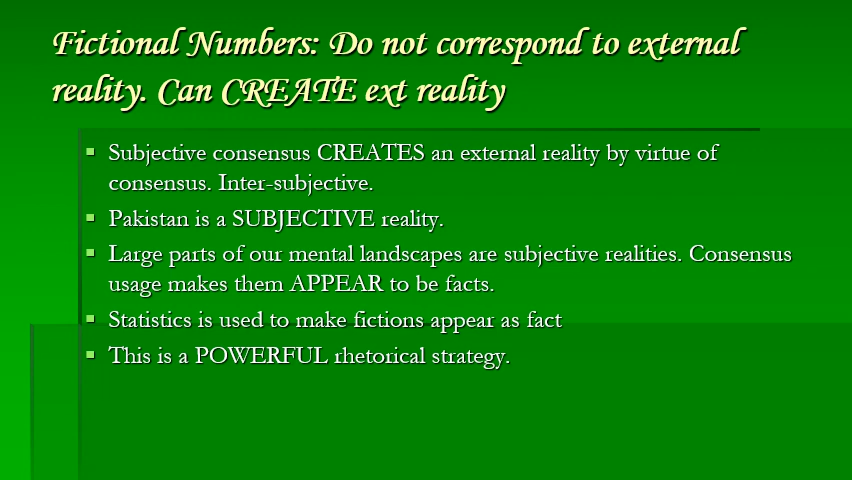 Fictional Numbers: Do not correspond to external
reality. Can CREATE ext reality
Subjective consensus CREATES an external reality by virtue of
consensus. Inter-subjective.
Pakistan is a SUBJECTIVE reality.
Large parts of our mental landscapes are subjective realities. Consensus
usage makes them APPEAR to be facts.
Statistics is used to make fictions appear as fact
This is a POWERFUL rhetorical strategy.